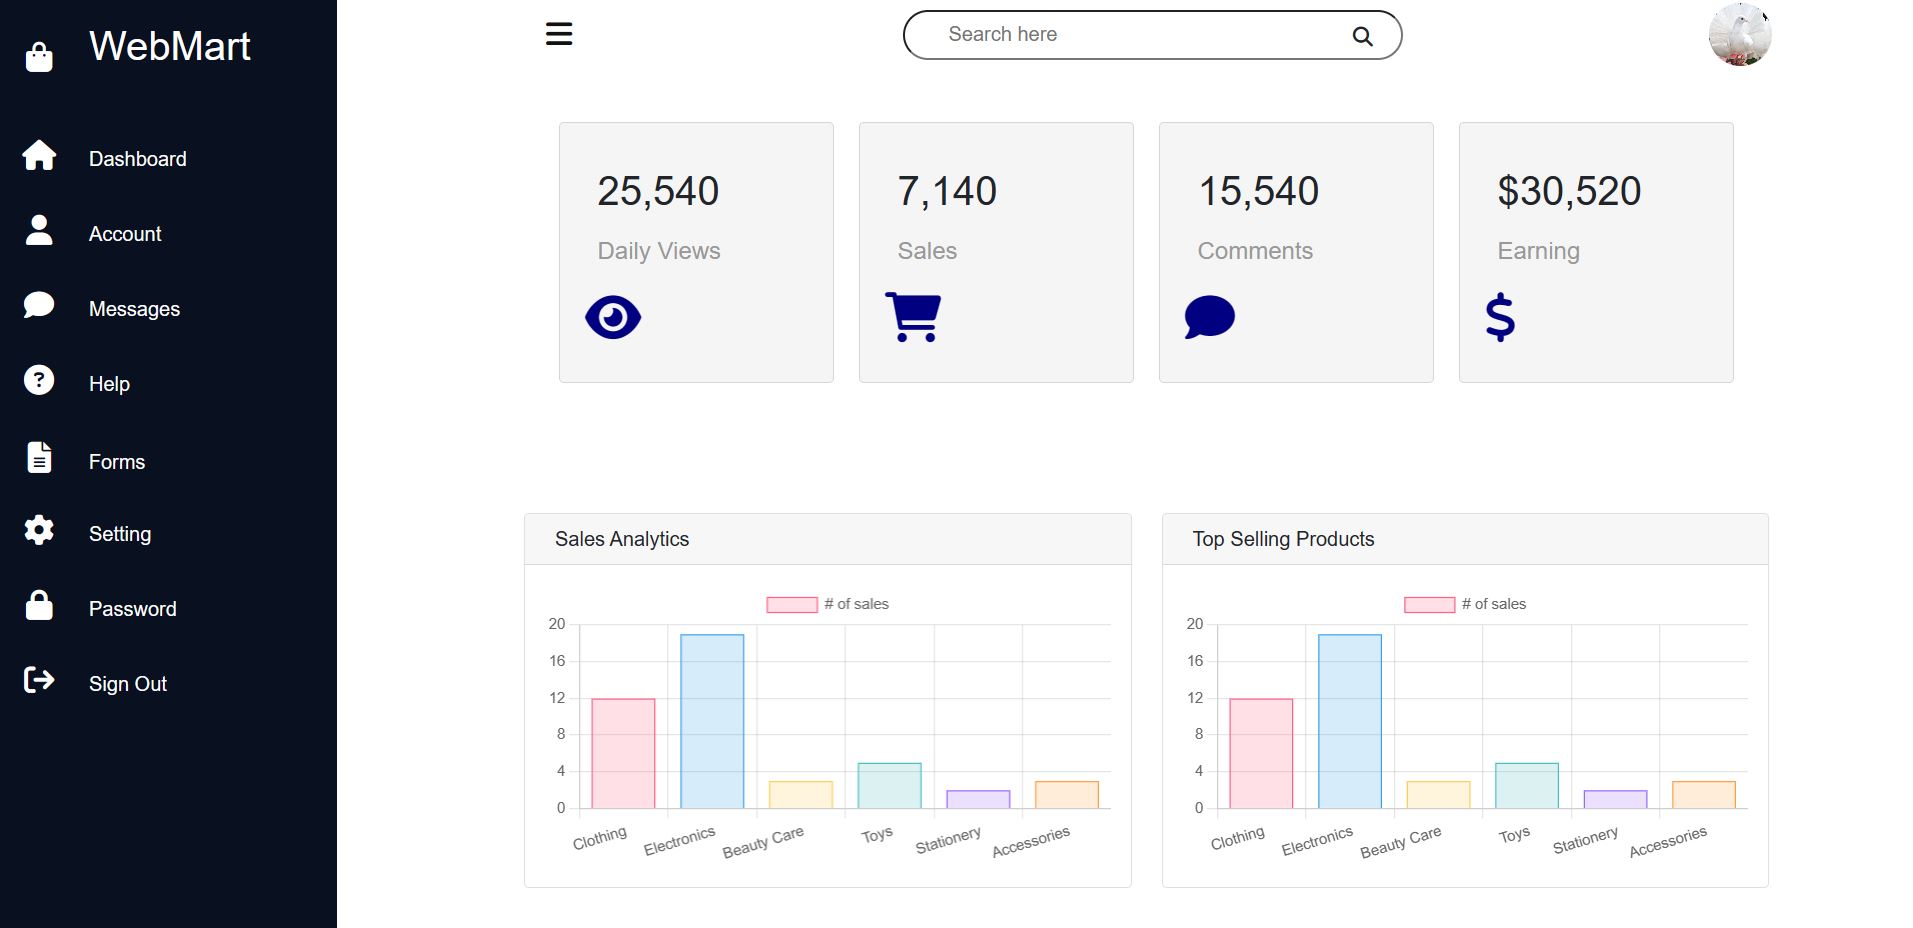 WebMart
Dashboard
Account
Messages
Help
Forms
Setting
Password
Sign Out
Search here
25,540
Daily Views
7,140
Sales
15,540
Comments
$30,520
Earning
Sales Analytics
# of sales
20
16
12
8
4
0
Clothing
Electronics
Beauty Care
Toys
Stationery
Accessories
Top Selling Products
# of sales
20
16
12
8
4
0
Clothing
Electronics
Beauty Care
Toys
Stationery
Accessories